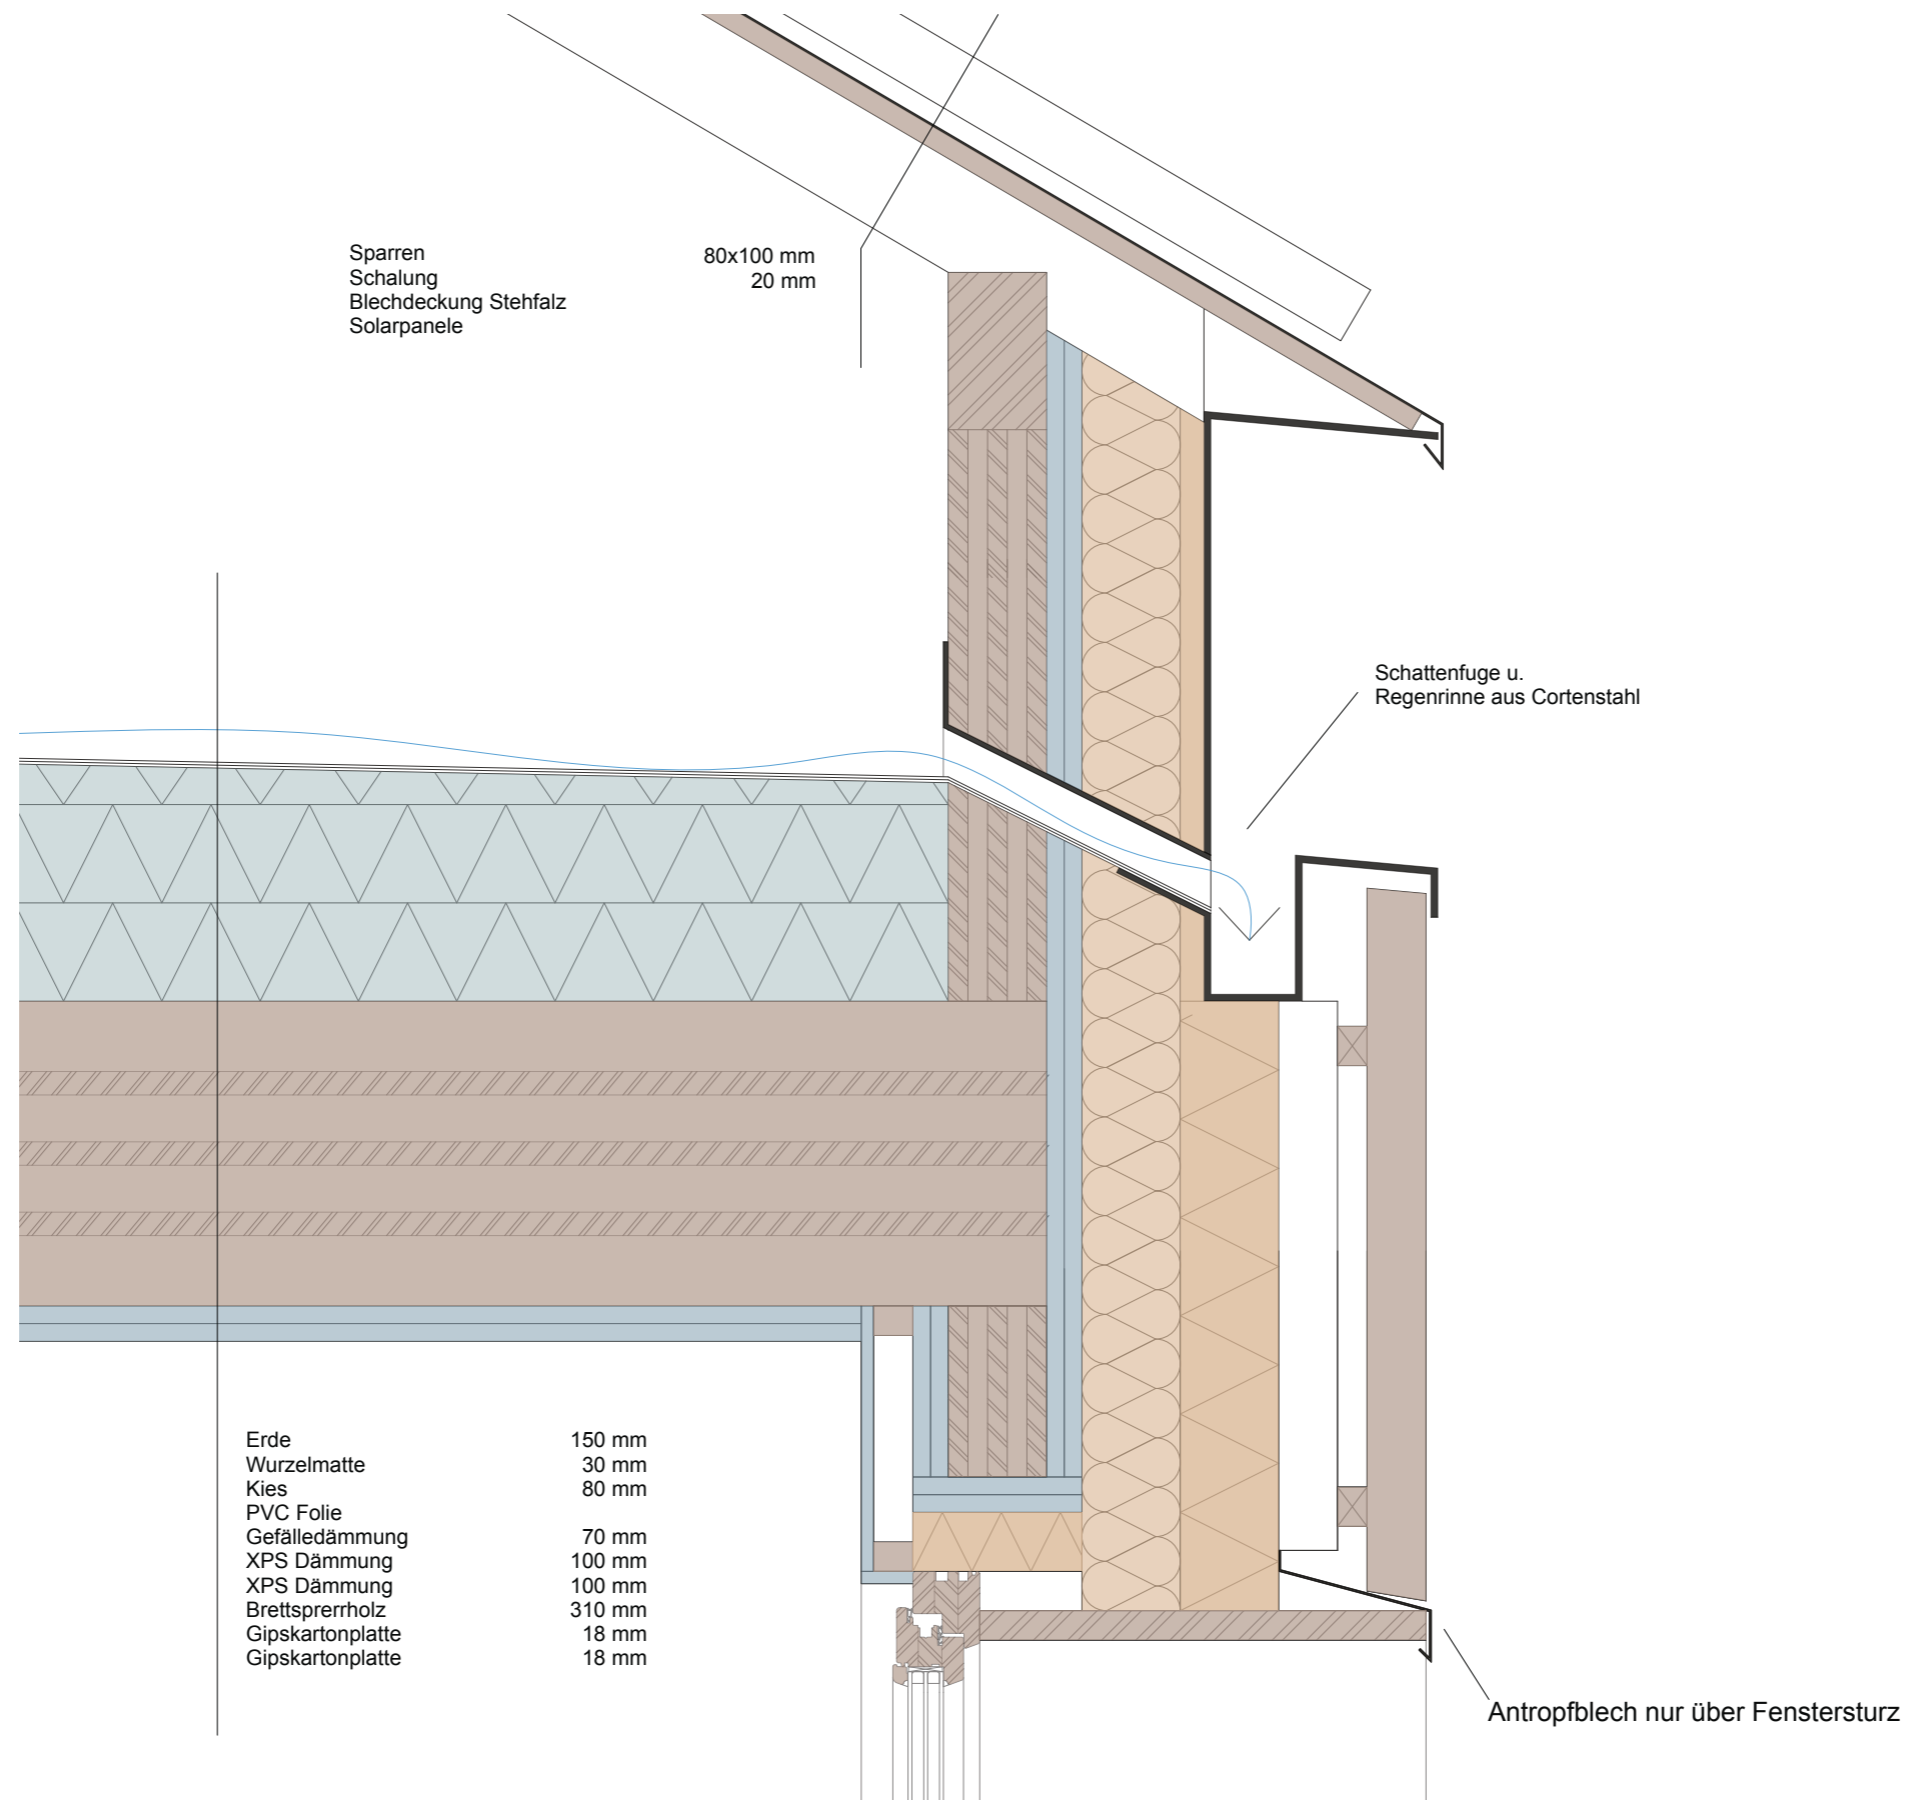 Sparren 80x100 mm
Schalung 20 mm
Blechdeckung Stehfalz
Solarpanele
Schattenfuge u.
Regenrinne aus Cortenstahl
Erde 150 mm
Wurzelmatte 30 mm
Kies 80 mm
PVC Folie
Gefälledämmung 70 mm
XPS Dämmung 100 mm
XPS Dämmung 100 mm
Brettsprerrholz 310 mm
Gipskartonplatte 18 mm
Gipskartonplatte 18 mm
Antropfblech nur über Fenstersturz